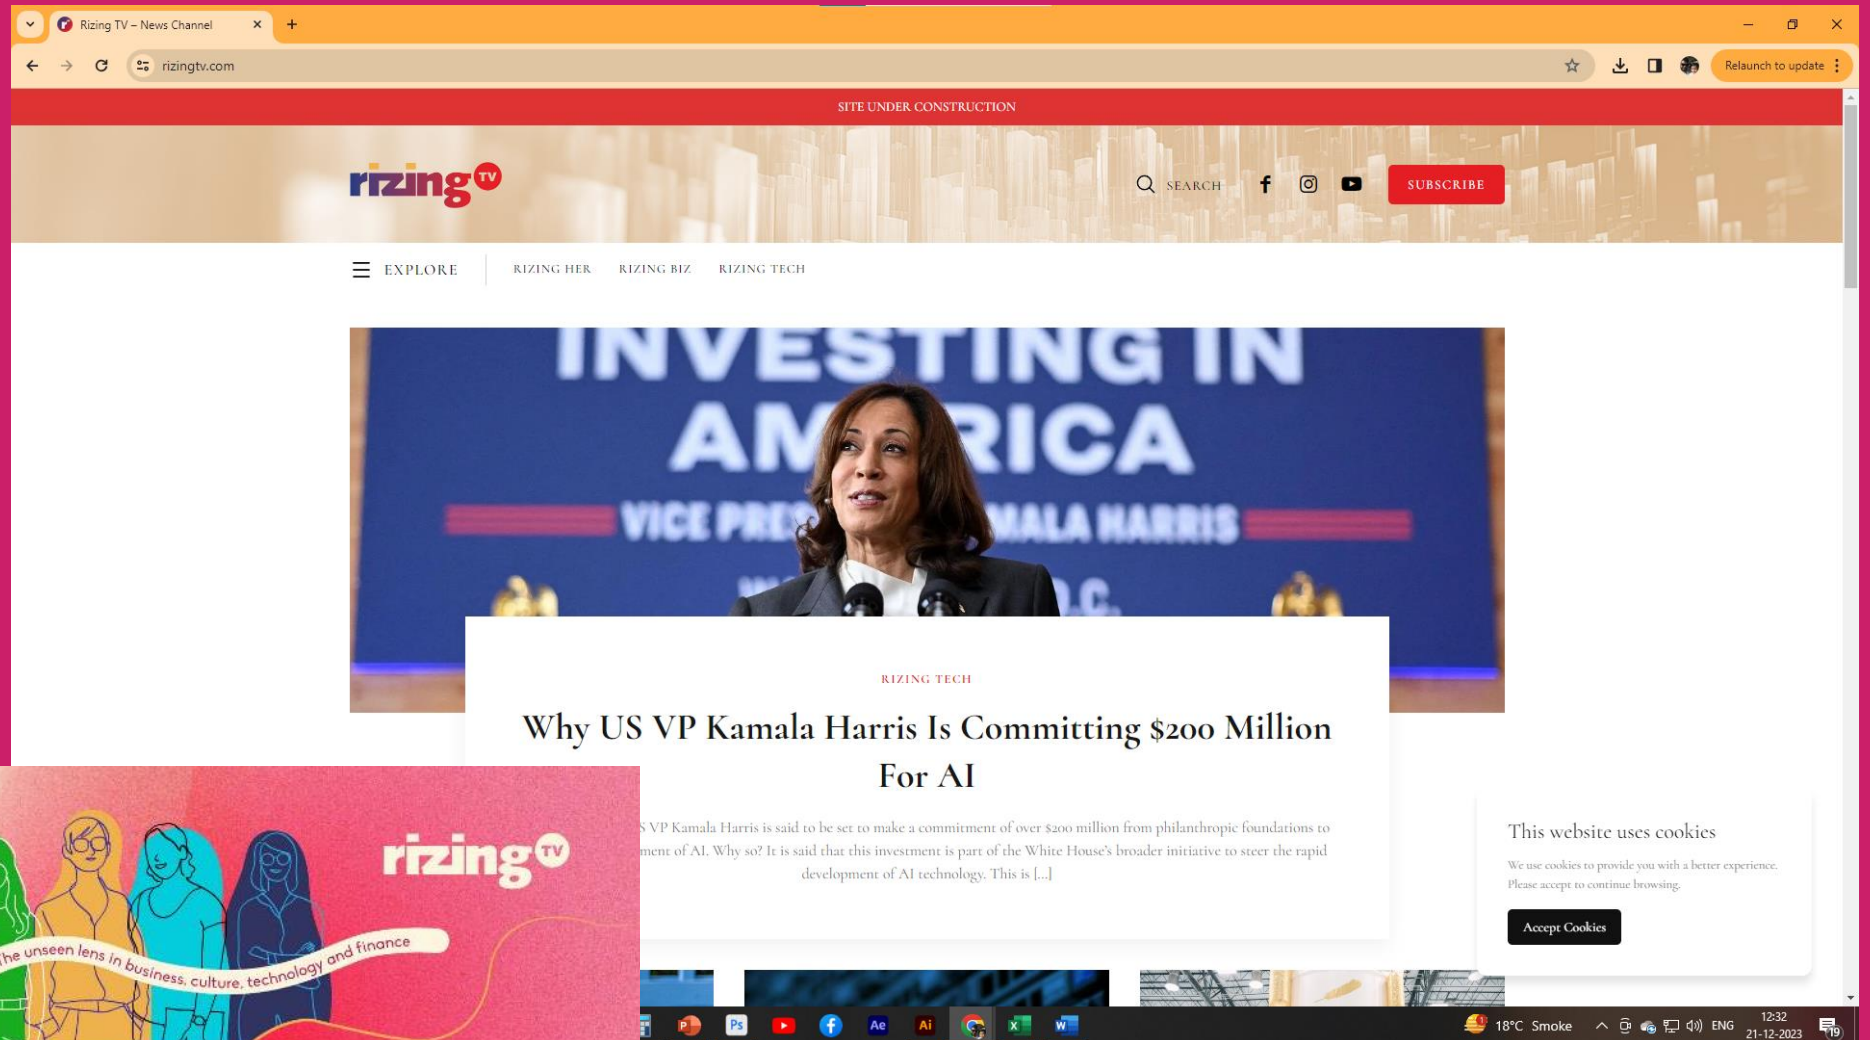 Rizing TV – News Channel
rizingtv.com
Relaunch to update
SITE UNDER CONSTRUCTION
rizing TV
SEARCH
SUBSCRIBE
EXPLORE
RIZING HER
RIZING BIZ
RIZING TECH
INVESTING IN
AMERICA
VICE PRES MALA HARRIS
D.C.
RIZING TECH
Why US VP Kamala Harris Is Committing $200 Million
For AI
S VP Kamala Harris is said to be set to make a commitment of over $200 million from philanthropic foundations to
ment of AI. Why so? It is said that this investment is part of the White House's broader initiative to steer the rapid
development of AI technology. This is [...]
This website uses cookies
We use cookies to provide you with a better experience.
Please accept to continue browsing.
Accept Cookies
rizing TV
The unseen lens in business, culture, technology and finance
Ps
Ae
Ai
18°C Smoke
ENG
12:32
21-12-2023
19